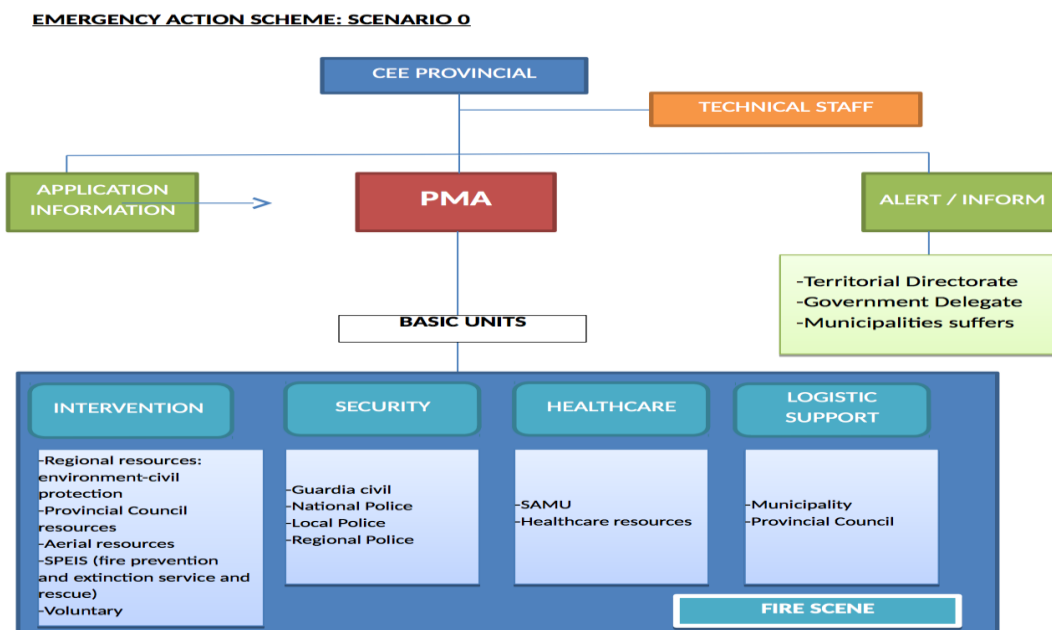 EMERGENCY ACTION SCHEME: SCENARIO 0
CEE PROVINCIAL
TECHNICAL STAFF
APPLICATION
INFORMATION
PMA
ALERT / INFORM
-Territorial Directorate
-Government Delegate
-Municipalities suffers
BASIC UNITS
INTERVENTION
SECURITY
HEALTHCARE
LOGISTIC
SUPPORT
-Regional resources:
environment-civil
protection
-Provincial Council
resources
-Aerial resources
-SPEIS (fire prevention
and extinction service and
rescue)
-Voluntary
-Guardia civil
-National Police
-Local Police
-Regional Police
-SAMU
-Healthcare resources
-Municipality
-Provincial Council
FIRE SCENE